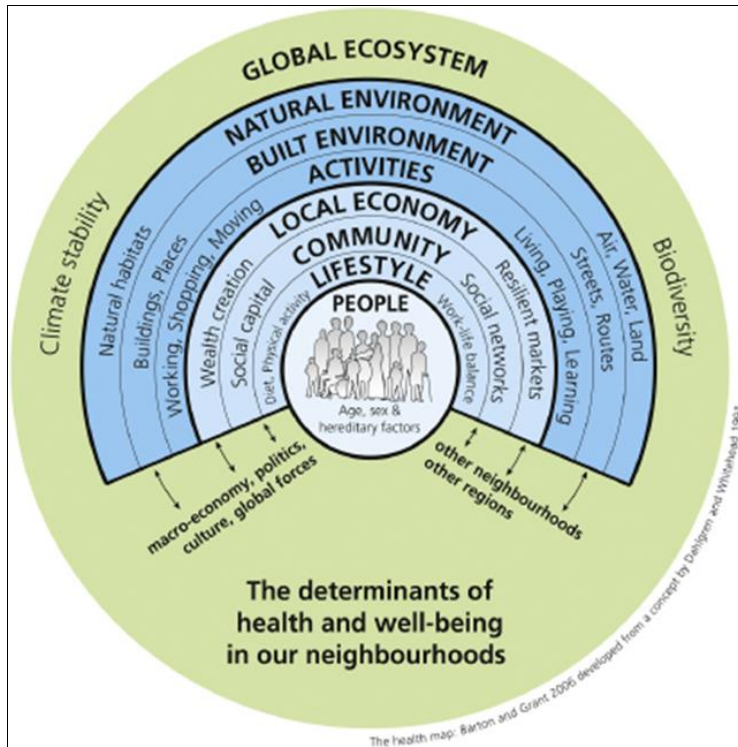 GLOBAL ECOSYSTEM
NATURAL ENVIRONMENT
BUILT ENVIRONMENT
ACTIVITIES
LOCAL ECONOMY
COMMUNITY
LIFESTYLE
PEOPLE
Climate stability
Natural habitats
Buildings, Places
Working, Shopping, Moving
Wealth creation
Social capital
Diet, Physical activity
Work-life balance
Social networks
Resilient markets
Living, Playing, Learning
Streets, Routes
Air, Water, Land
Biodiversity
Age, sex &
hereditary factors
macro-economy, politics,
culture, global forces
other neighbourhoods
other regions
The determinants of
health and well-being
in our neighbourhoods
The health map: Barton and Grant 2006 developed from a concept by Dahlgren and Whitehead